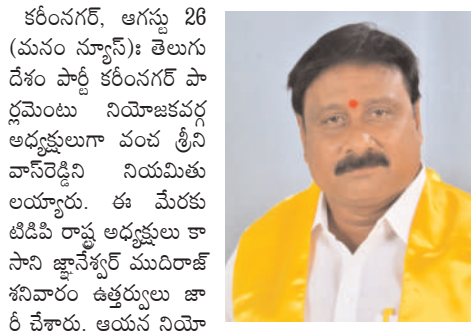 కరీంనగర్, ఆగస్టు 26
(మనం న్యూస్): తెలుగు
దేశం పార్టీ కరీంనగర్ పా
ర్లమెంటు నియోజకవర్గ
అధ్యక్షులుగా వంచ శ్రీని
వాస్‌రెడ్డిని నియమితు
లయ్యారు. ఈ మేరకు
టిడిపి రాష్ట్ర అధ్యక్షులు కా
సాని జ్ఞానేశ్వర్ ముదిరాజ్
శనివారం ఉత్తర్వులు జా
రీ చేశారు. ఆయన నియో